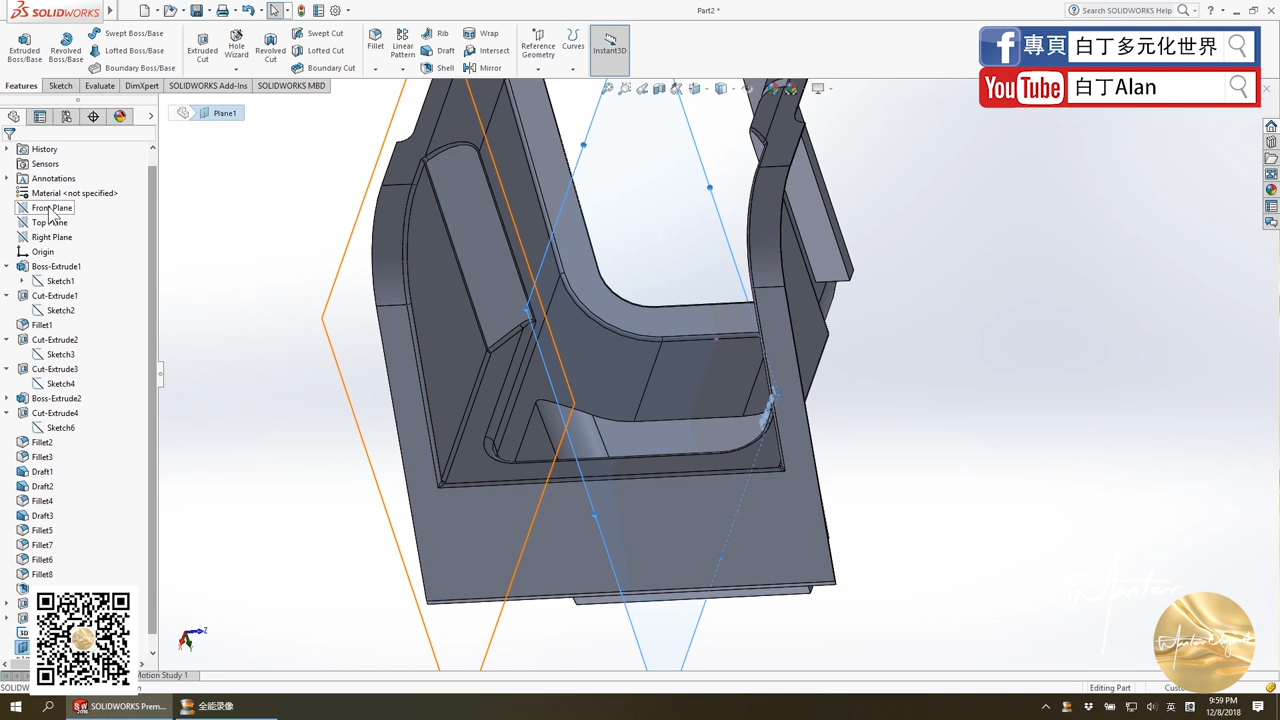 SOLIDWORKS
Part2 *
Search SOLIDWORKS Help
Extruded Boss/Base
Revolved Boss/Base
Swept Boss/Base
Lofted Boss/Base
Boundary Boss/Base
Extruded Cut
Hole Wizard
Revolved Cut
Swept Cut
Lofted Cut
Boundary Cut
Fillet
Linear Pattern
Rib
Draft
Shell
Wrap
Intersect
Mirror
Reference Geometry
Curves
Instant3D
Features
Sketch
Evaluate
DimXpert
SOLIDWORKS Add-Ins
SOLIDWORKS MBD
f 專頁 白丁多元化世界
YouTube 白丁Alan
Plane1
History
Sensors
Annotations
Material <not specified>
Front Plane
Top Plane
Right Plane
Origin
Boss-Extrude1
Sketch1
Cut-Extrude1
Sketch2
Fillet1
Cut-Extrude2
Sketch3
Cut-Extrude3
Sketch4
Boss-Extrude2
Cut-Extrude4
Sketch6
Fillet2
Fillet3
Draft1
Draft2
Fillet4
Draft3
Fillet5
Fillet7
Fillet6
Fillet8
3D
Z
Motion Study 1
SOLIDW
Editing Part
SOLIDWORKS Prem...
全能录像
英
9:59 PM
12/8/2018